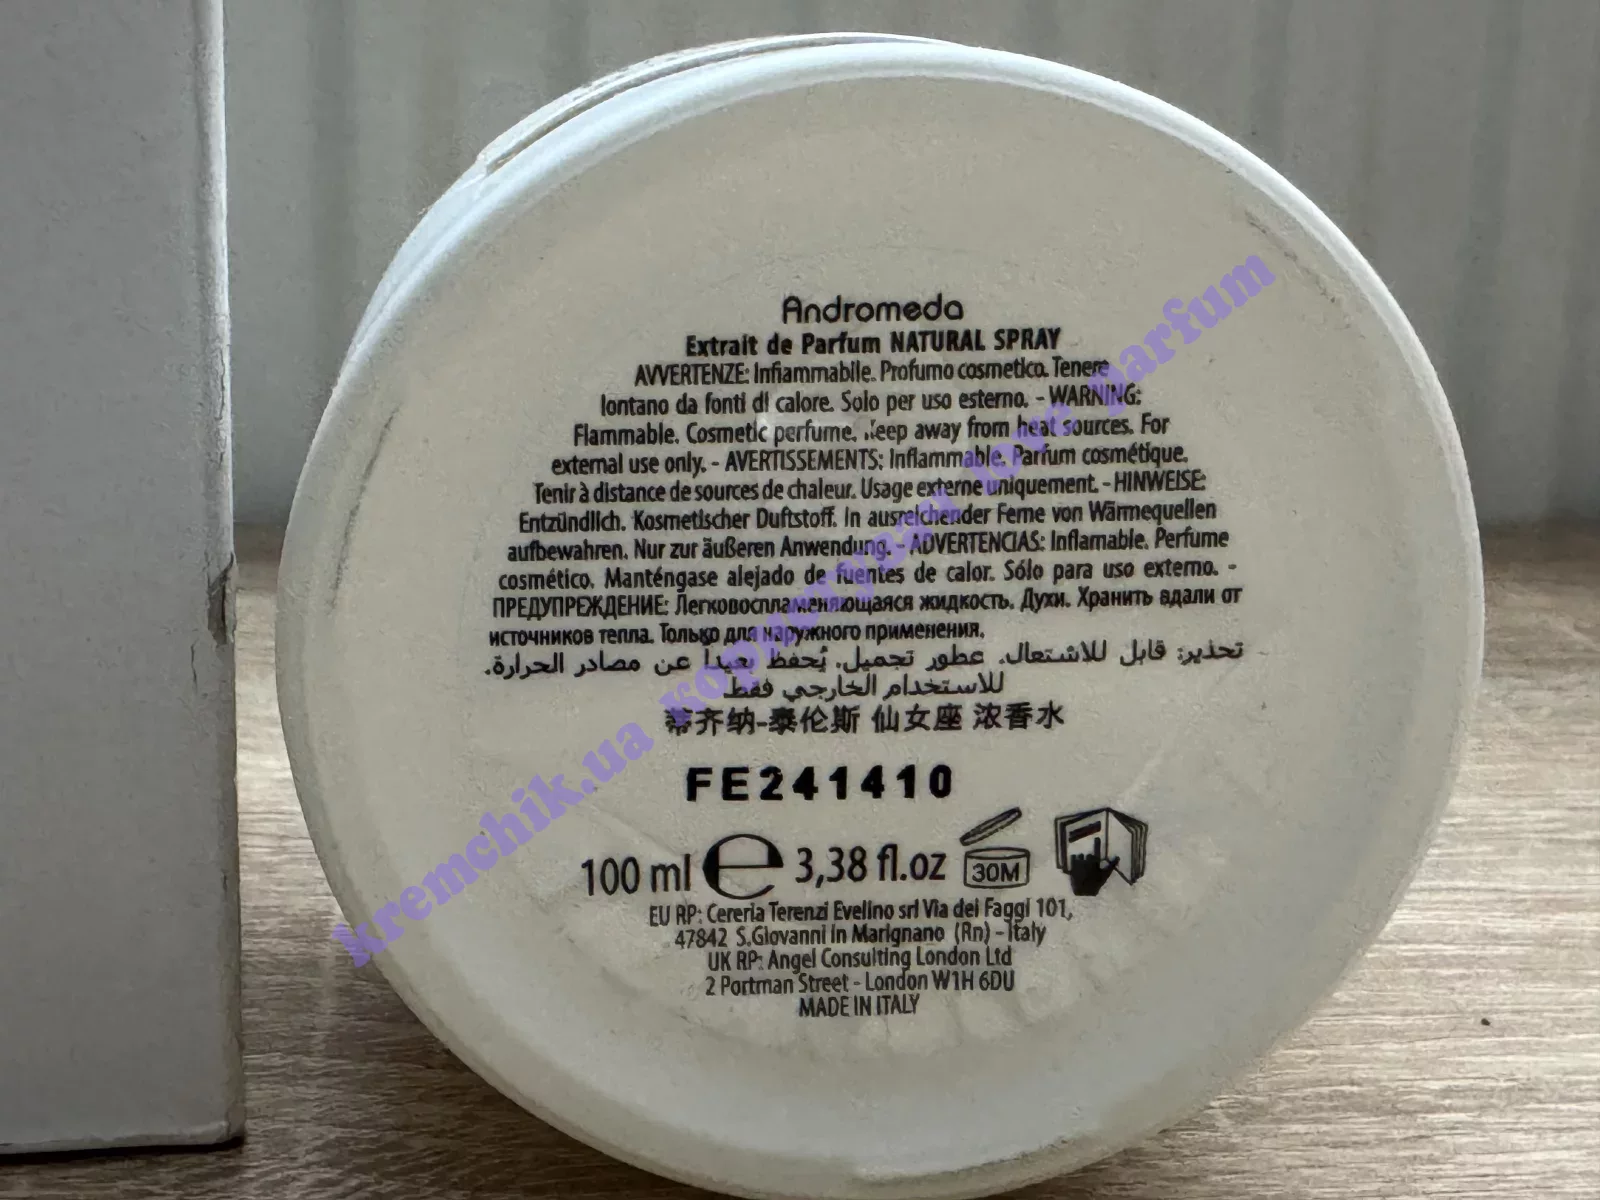 Andromeda
Extrait de Parfum NATURAL SPRAY
AVVERTENZE: Infiammabile. Profumo cosmetico. Tenere
lontano da fonti di calore. Solo per uso esterno. - WARNING:
Flammable. Cosmetic perfume. Keep away from heat sources. For
external use only. - AVERTISSEMENTS: Inflammable. Parfum cosmétique.
Tenir à distance de sources de chaleur. Usage externe uniquement. - HINWEISE:
Entzündlich. Kosmetischer Duftstoff. In ausreichender Ferne von Wärmequellen
aufbewahren. Nur zur äußeren Anwendung. - ADVERTENCIAS: Inflamable. Perfume
cosmético. Manténgase alejado de fuentes de calor. Sólo para uso externo. -
ПРЕДУПРЕЖДЕНИЕ: Легковоспламеняющаяся жидкость. Духи. Хранить вдали от
источников тепла. Только для наружного применения.
تحذير: قابل للاشتعال. عطور تجميل. يُحفظ بعيدا عن مصادر الحرارة.
للاستخدام الخارجي فقط
蒂齐纳-泰伦斯 仙女座 浓香水
FE241410
100 ml e 3,38 fl.oz 30M
EU RP: Cereria Terenzi Evelino srl Via dei Faggi 101,
47842 S.Giovanni in Marignano (Rn) - Italy
UK RP: Angel Consulting London Ltd
2 Portman Street - London W1H 6DU
MADE IN ITALY
kremchik.ua love parfum